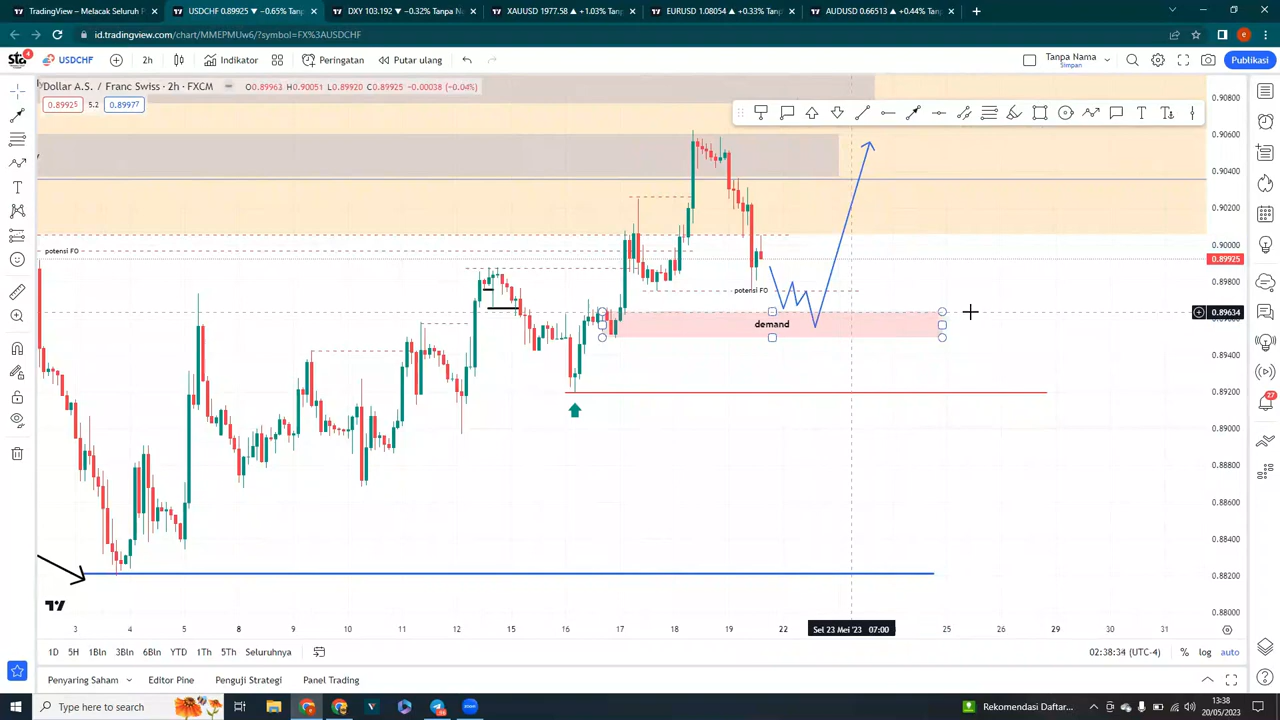 TradingView — Melacak Seluruh P
USDCHF 0.89925 ▼ −0.65% Tanpa
DXY 103.192 ▼ −0.32% Tanpa N
XAUUSD 1977.58 ▲ +1.03% Tanpa
EURUSD 1.08054 ▲ +0.33% Tanp
AUDUSD 0.66513 ▲ +0.44% Tanp
id.tradingview.com/chart/MMEPMUw6/?symbol=FX%3AUSDCHF
4
USDCHF
2h
Indikator
Peringatan
Putar ulang
Tanpa Nama
Simpan
Publikasi
Dollar A.S. / Franc Swiss · 2h · FXCM
O0.89963 H0.90051 L0.89920 C0.89925 −0.00038 (−0.04%)
0.89925 5.2 0.89977
0.90800
0.90600
0.90400
0.90200
0.90000
0.89925
0.89800
0.89634
0.89400
0.89200
0.89000
0.88800
0.88600
0.88400
0.88200
0.88000
potensi FO
potensi FO
demand
27
3 4 5 8 9 10 11 12 15 16 17 18 19 22 Sel 23 Mei '23 07:00 25 26 29 30 31
1D 5H 1Bln 3Bln 6Bln YTD 1Th 5Th Seluruhnya
02:38:34 (UTC-4) % log auto
Penyaring Saham Editor Pine Penguji Strategi Panel Trading
Type here to search
Rekomendasi Daftar...
13:38
20/05/2023